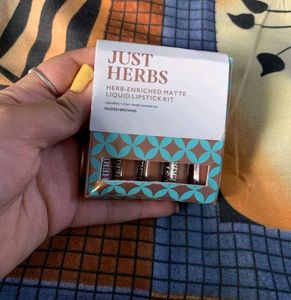 JUST
HERBS
HERB-ENRICHED MATTE
LIQUID LIPSTICK KIT
NUDES+BROWNS